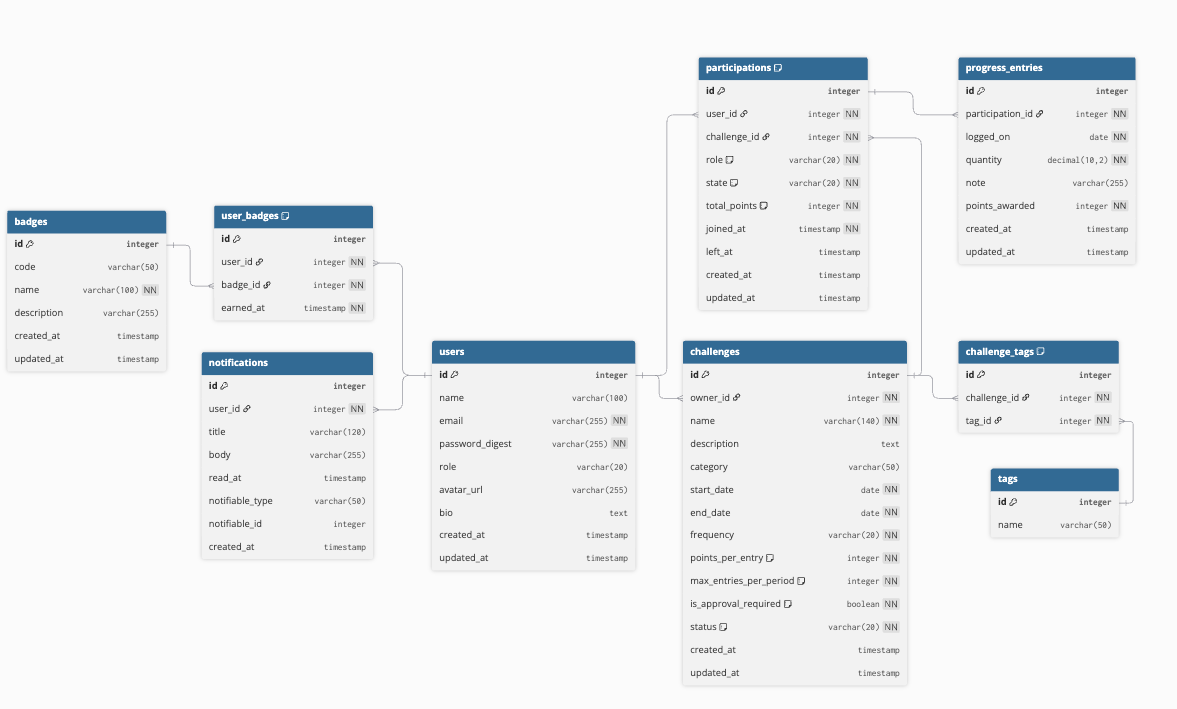 participations
id integer
user_id integer NN
challenge_id integer NN
role varchar(20) NN
state varchar(20) NN
total_points integer NN
joined_at timestamp NN
left_at timestamp
created_at timestamp
updated_at timestamp
progress_entries
id integer
participation_id integer NN
logged_on date NN
quantity decimal(10,2) NN
note varchar(255)
points_awarded integer NN
created_at timestamp
updated_at timestamp
badges
id integer
code varchar(50)
name varchar(100) NN
description varchar(255)
created_at timestamp
updated_at timestamp
user_badges
id integer
user_id integer NN
badge_id integer NN
earned_at timestamp NN
notifications
id integer
user_id integer NN
title varchar(120)
body varchar(255)
read_at timestamp
notifiable_type varchar(50)
notifiable_id integer
created_at timestamp
users
id integer
name varchar(100)
email varchar(255) NN
password_digest varchar(255) NN
role varchar(20)
avatar_url varchar(255)
bio text
created_at timestamp
updated_at timestamp
challenges
id integer
owner_id integer NN
name varchar(140) NN
description text
category varchar(50)
start_date date NN
end_date date NN
frequency varchar(20) NN
points_per_entry integer NN
max_entries_per_period integer NN
is_approval_required boolean NN
status varchar(20) NN
created_at timestamp
updated_at timestamp
challenge_tags
id integer
challenge_id integer NN
tag_id integer NN
tags
id integer
name varchar(50)